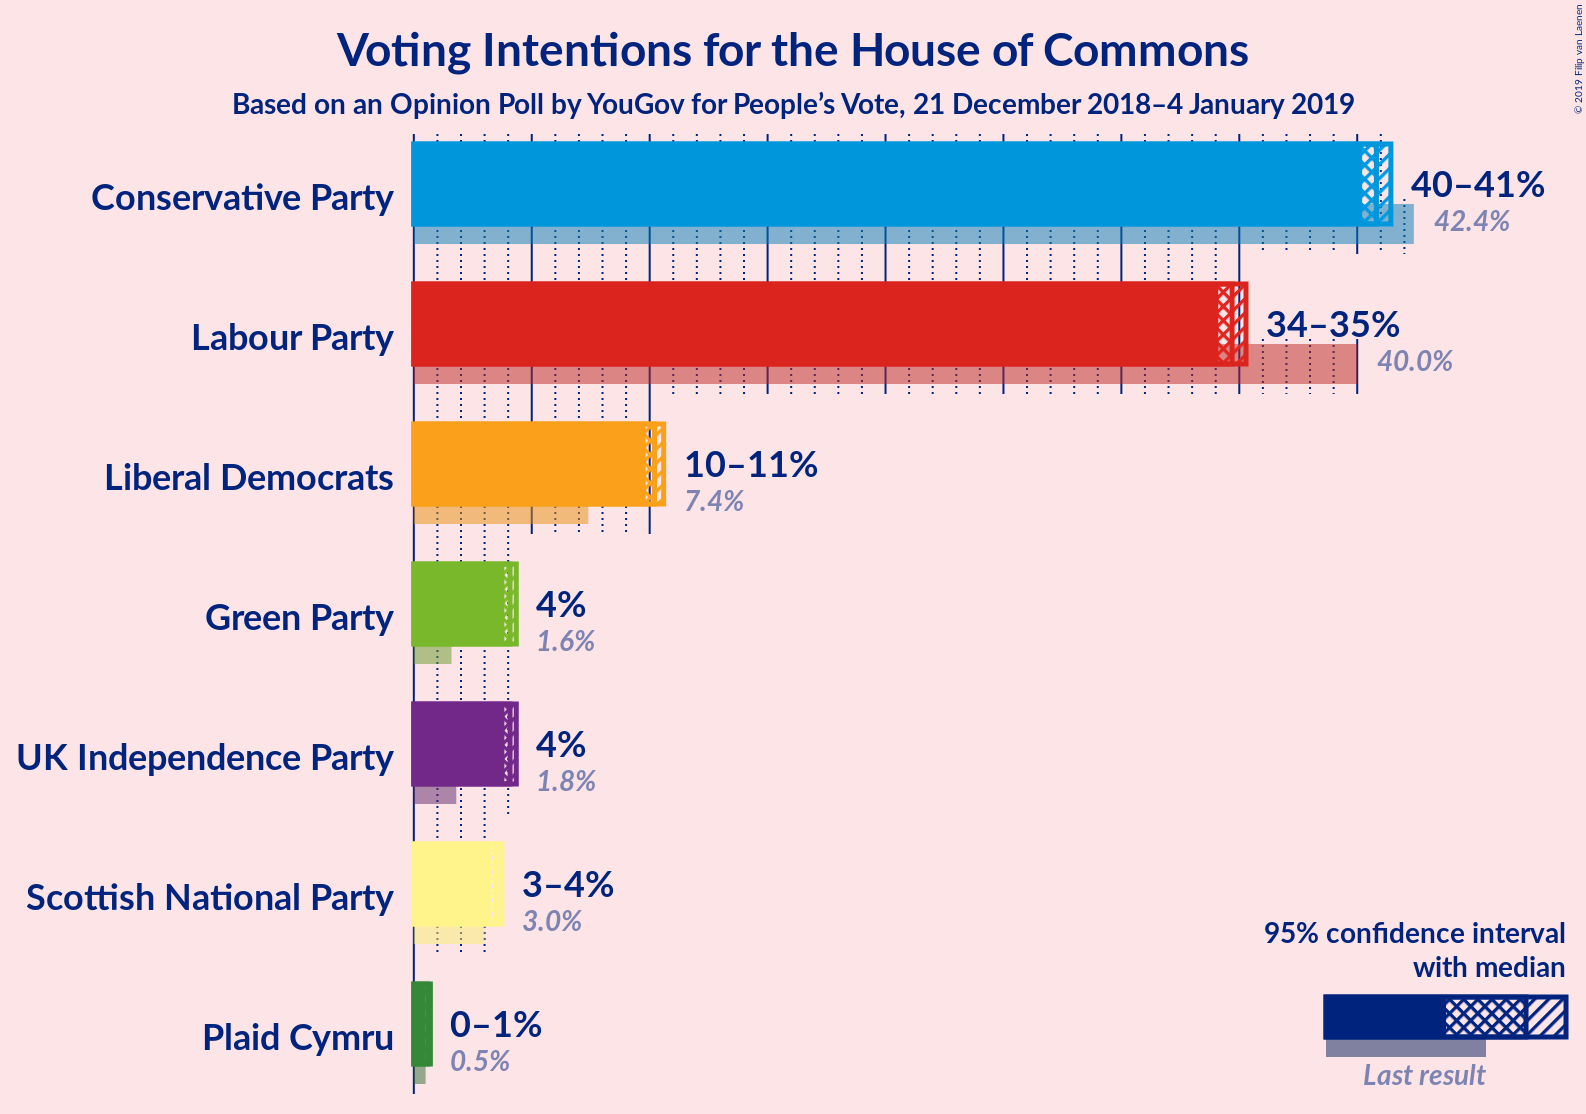 Voting Intentions for the House of Commons
Based on an Opinion Poll by YouGov for People’s Vote, 21 December 2018–4 January 2019
© 2019 Filip van Laenen
Conservative Party
40–41%
42.4%
Labour Party
34–35%
40.0%
Liberal Democrats
10–11%
7.4%
Green Party
4%
1.6%
UK Independence Party
4%
1.8%
Scottish National Party
3–4%
3.0%
Plaid Cymru
0–1%
0.5%
95% confidence interval
with median
Last result